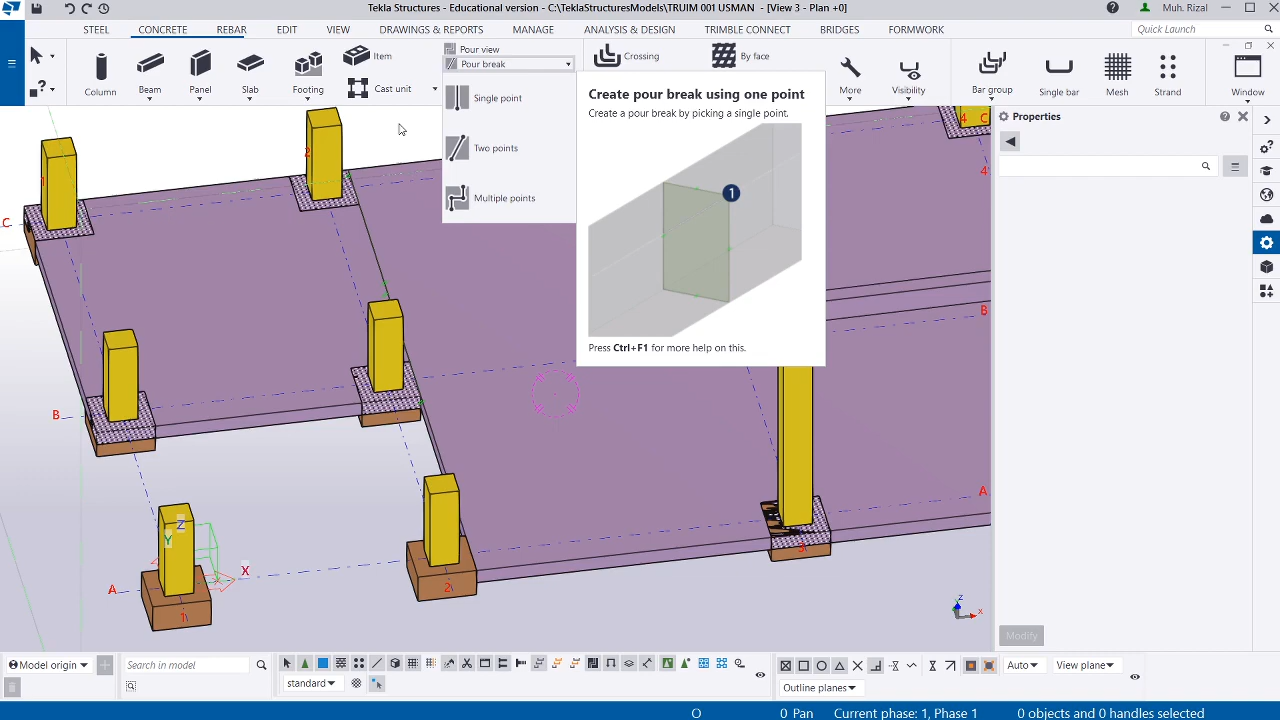 Tekla Structures - Educational Version - C:\TeklaStructuresModels\TRUIM 001 USMAN - [View 3 - Plan +0]
Muh. Rizal
STEEL CONCRETE REBAR EDIT VIEW DRAWINGS & REPORTS MANAGE ANALYSIS & DESIGN TRIMBLE CONNECT BRIDGES FORMWORK
Quick Launch
Column
Beam
Panel
Slab
Footing
Item
Cast unit
Pour view
Pour break
Crossing
By face
More
Visibility
Bar group
Single bar
Mesh
Strand
Window
Single point
Two points
Multiple points
Create pour break using one point
Create a pour break by picking a single point.
1
Press Ctrl+F1 for more help on this.
Properties
1
2
4 C
4
C
B
B
A
A
1
2
3
Z
Y
X
z
x
Modify
Model origin
Search in model
standard
Auto
View plane
Outline planes
O
0 Pan
Current phase: 1, Phase 1
0 objects and 0 handles selected